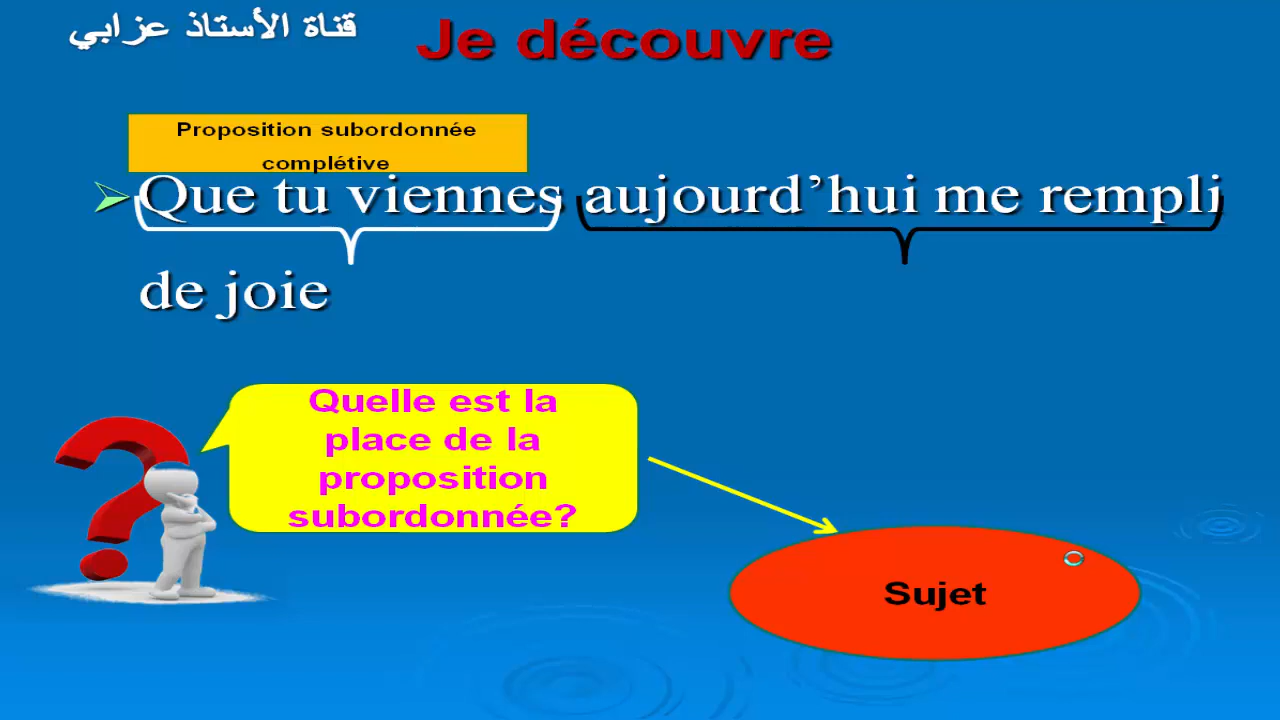 قناة الأستاذ عزابي
Je découvre
Proposition subordonnée
complétive
Que tu viennes aujourd’hui me rempli
de joie
Quelle est la
place de la
proposition
subordonnée?
Sujet